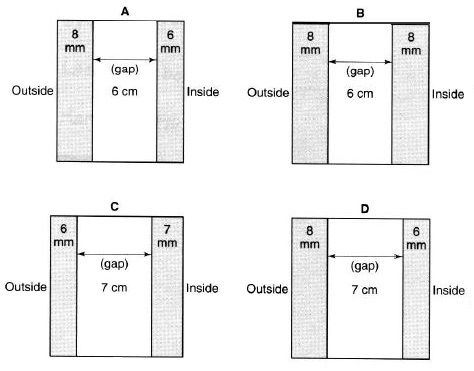 A
8 mm
6 mm
(gap)
Outside
6 cm
Inside
B
8 mm
8 mm
(gap)
Outside
6 cm
Inside
C
6 mm
7 mm
(gap)
Outside
7 cm
Inside
D
8 mm
6 mm
(gap)
Outside
7 cm
Inside